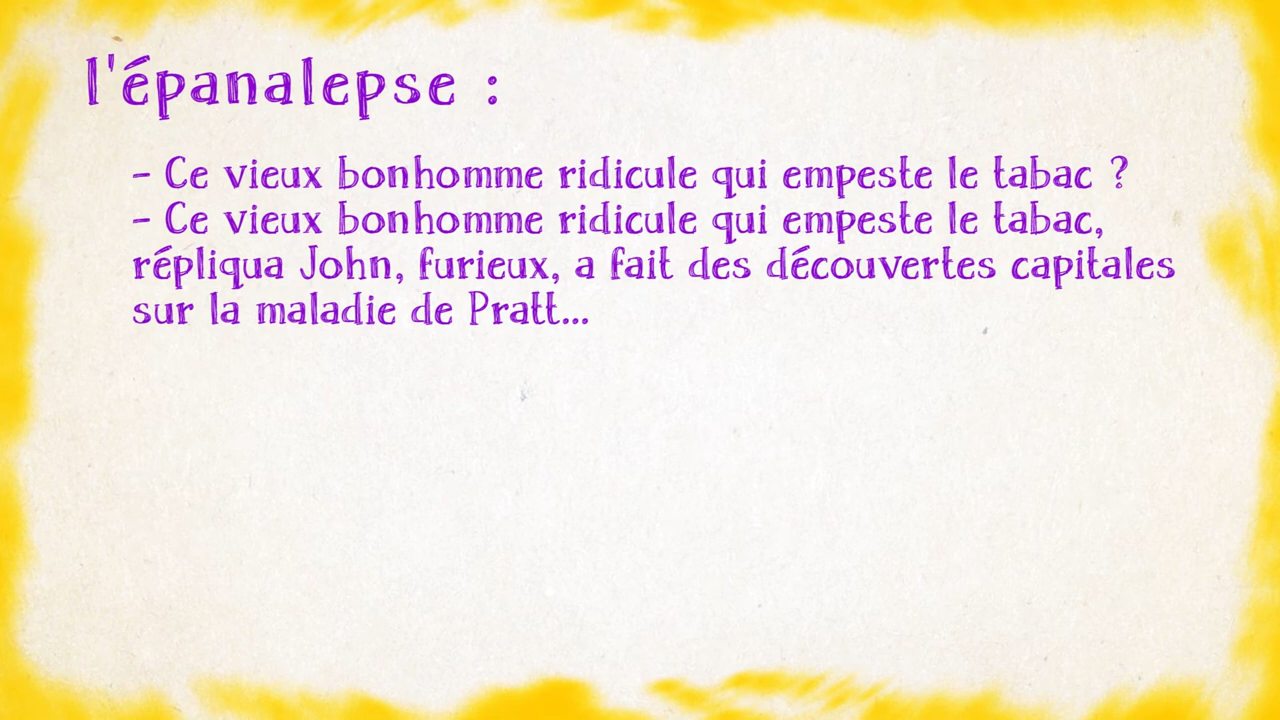 l'épanalepse :
- Ce vieux bonhomme ridicule qui empeste le tabac ?
- Ce vieux bonhomme ridicule qui empeste le tabac,
répliqua John, furieux, a fait des découvertes capitales
sur la maladie de Pratt...